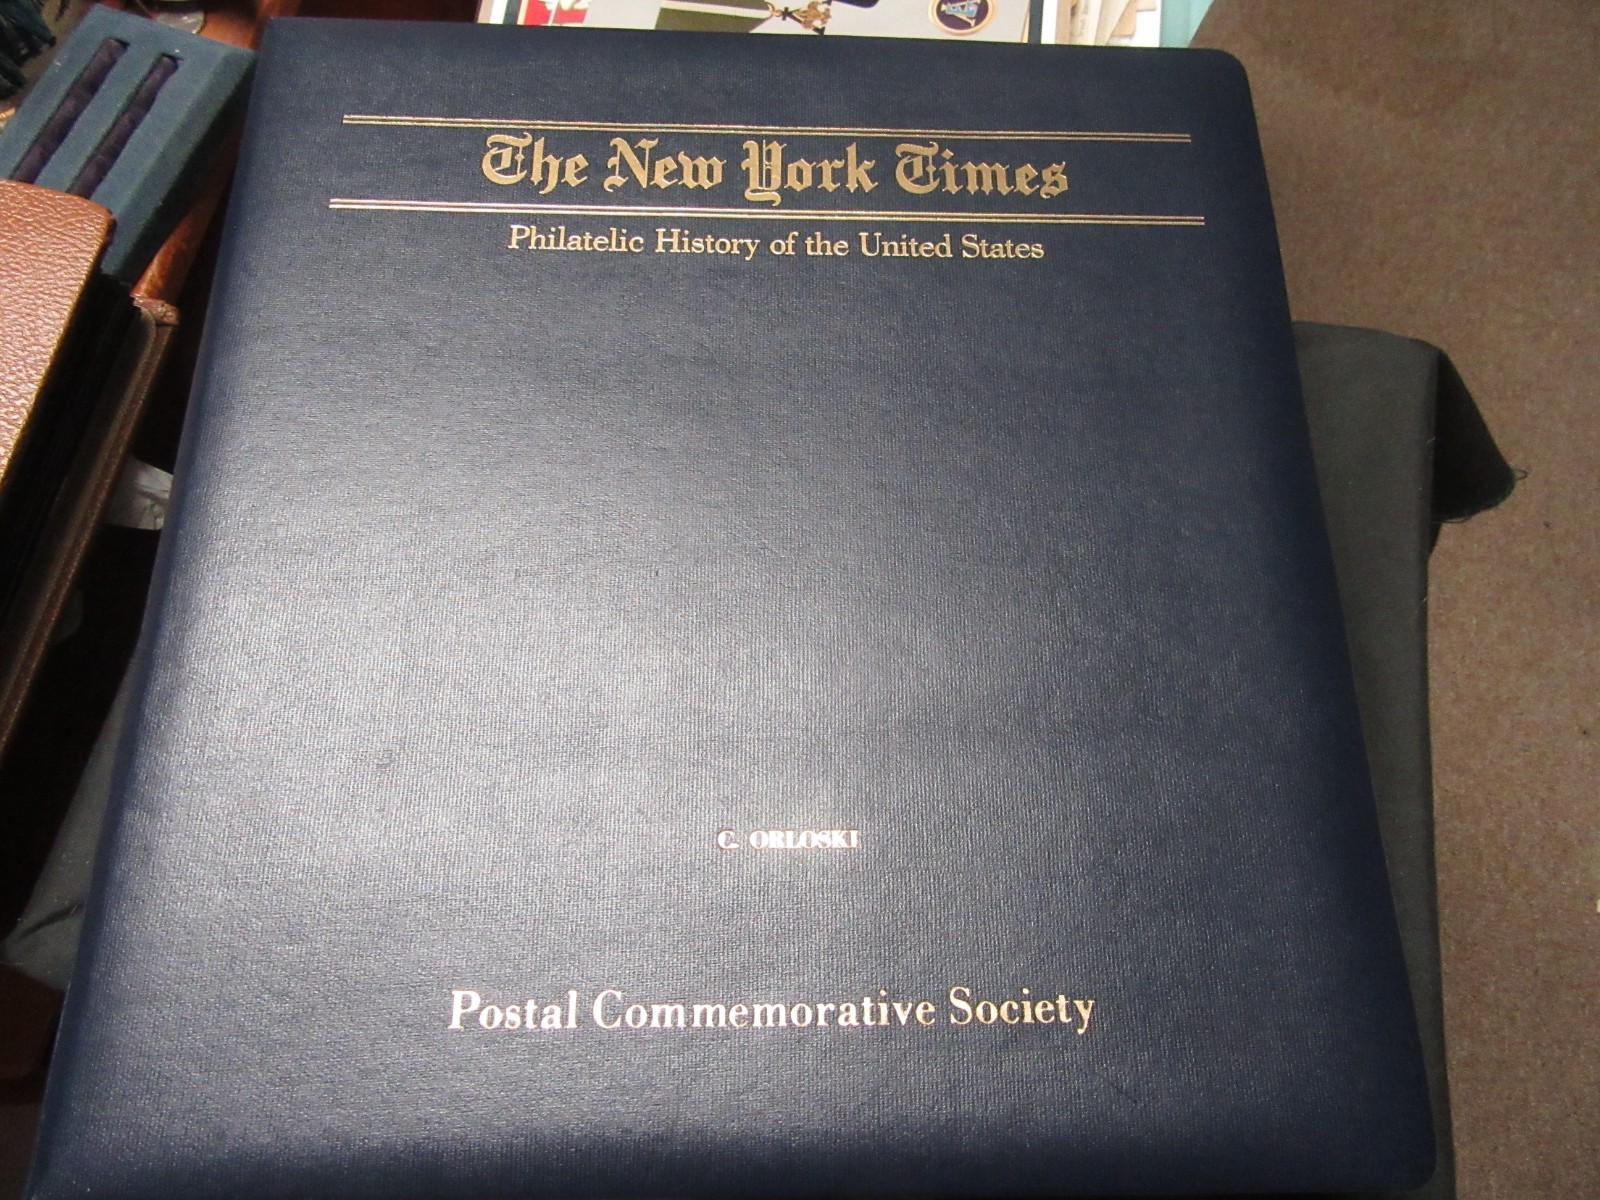 The New York Times
Philatelic History of the United States
C. ORLOSKI
Postal Commemorative Society